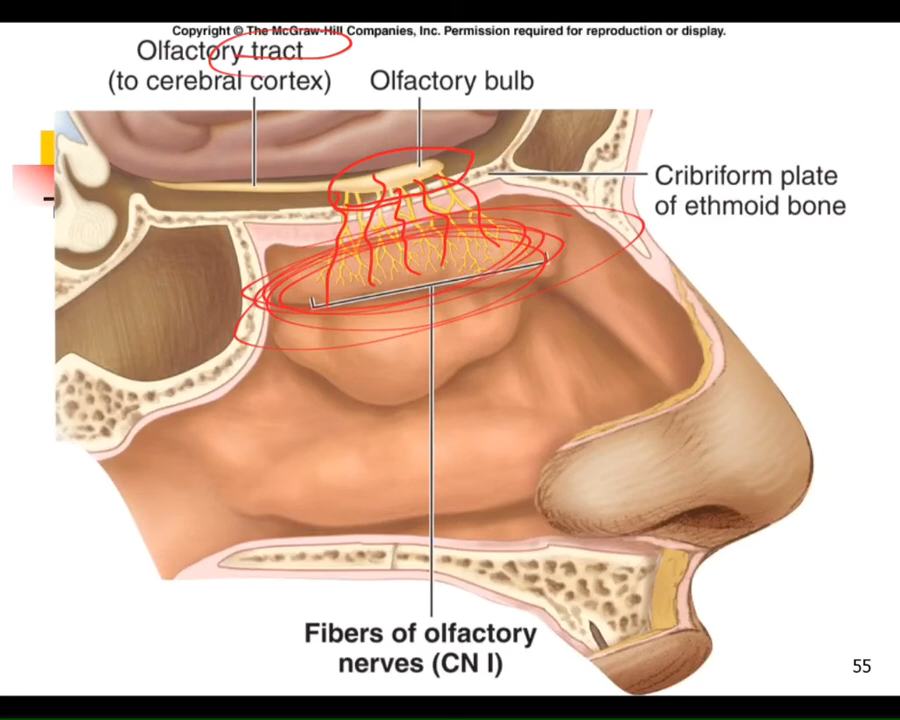 Copyright © The McGraw-Hill Companies, Inc. Permission required for reproduction or display.
Olfactory tract
(to cerebral cortex)
Olfactory bulb
Cribriform plate
of ethmoid bone
Fibers of olfactory
nerves (CN I)
55